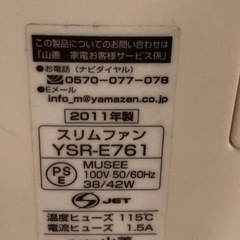 この製品についてのお問い合わせは
「山善 家電お客様サービス係」
●お電話(ナビダイヤル)
0570-077-078
●Eメール
info_m@yamazen.co.jp
2011年製
スリムファン
YSR-E761
MUSEE
100V 50/60Hz
38/42W
PS
E
JET
温度ヒューズ 115℃
電流ヒューズ 1.5A